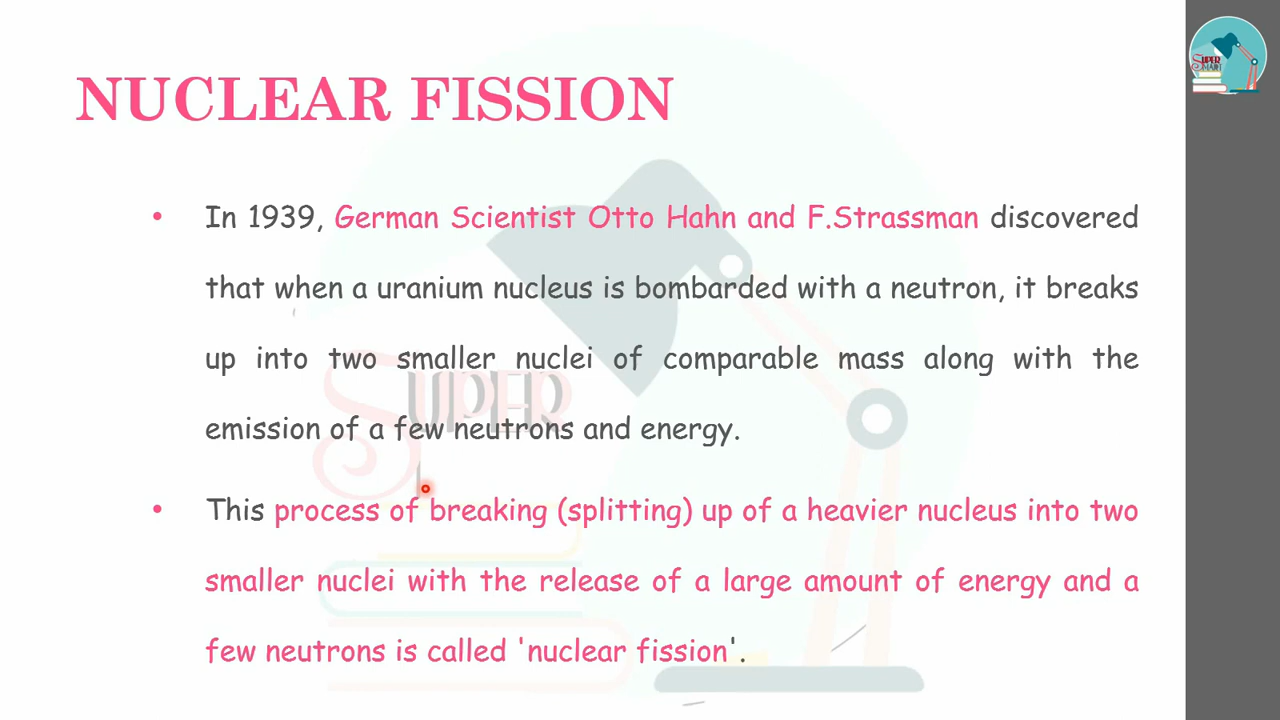 NUCLEAR FISSION
• In 1939, German Scientist Otto Hahn and F.Strassman discovered
that when a uranium nucleus is bombarded with a neutron, it breaks
up into two smaller nuclei of comparable mass along with the
emission of a few neutrons and energy.
• This process of breaking (splitting) up of a heavier nucleus into two
smaller nuclei with the release of a large amount of energy and a
few neutrons is called 'nuclear fission'.
SUPER